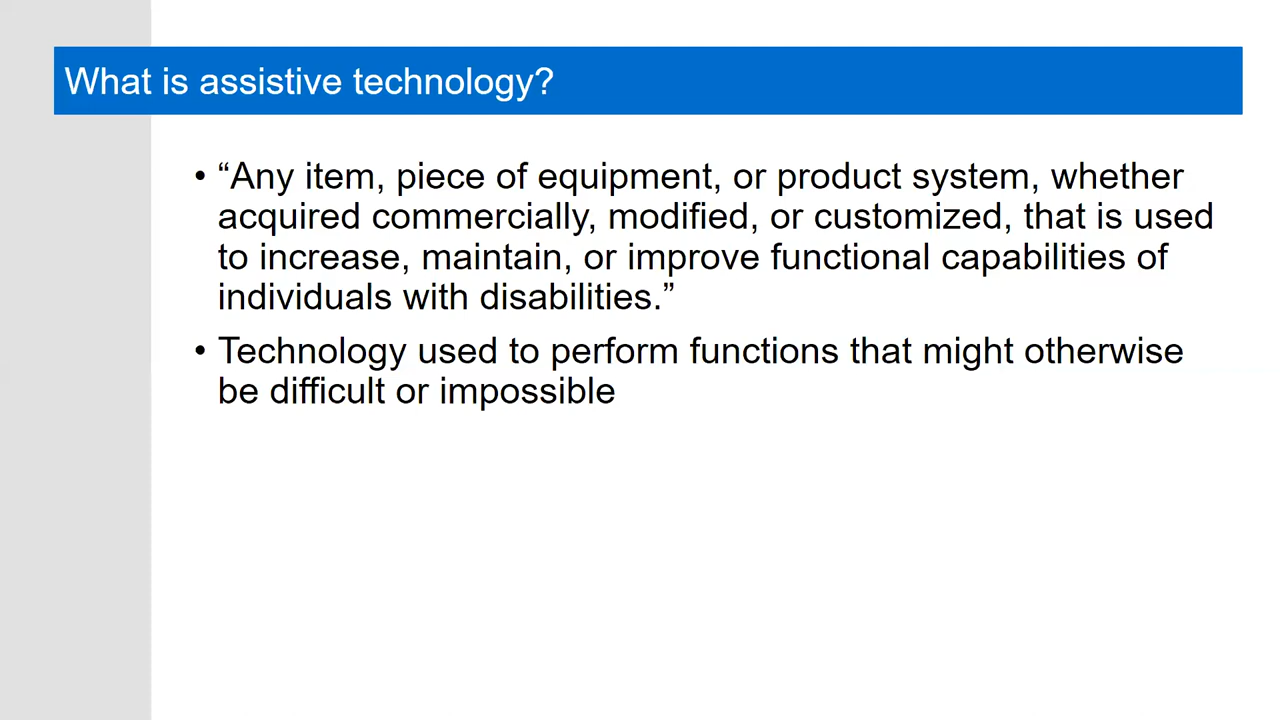 What is assistive technology?
• “Any item, piece of equipment, or product system, whether
acquired commercially, modified, or customized, that is used
to increase, maintain, or improve functional capabilities of
individuals with disabilities.”
• Technology used to perform functions that might otherwise
be difficult or impossible